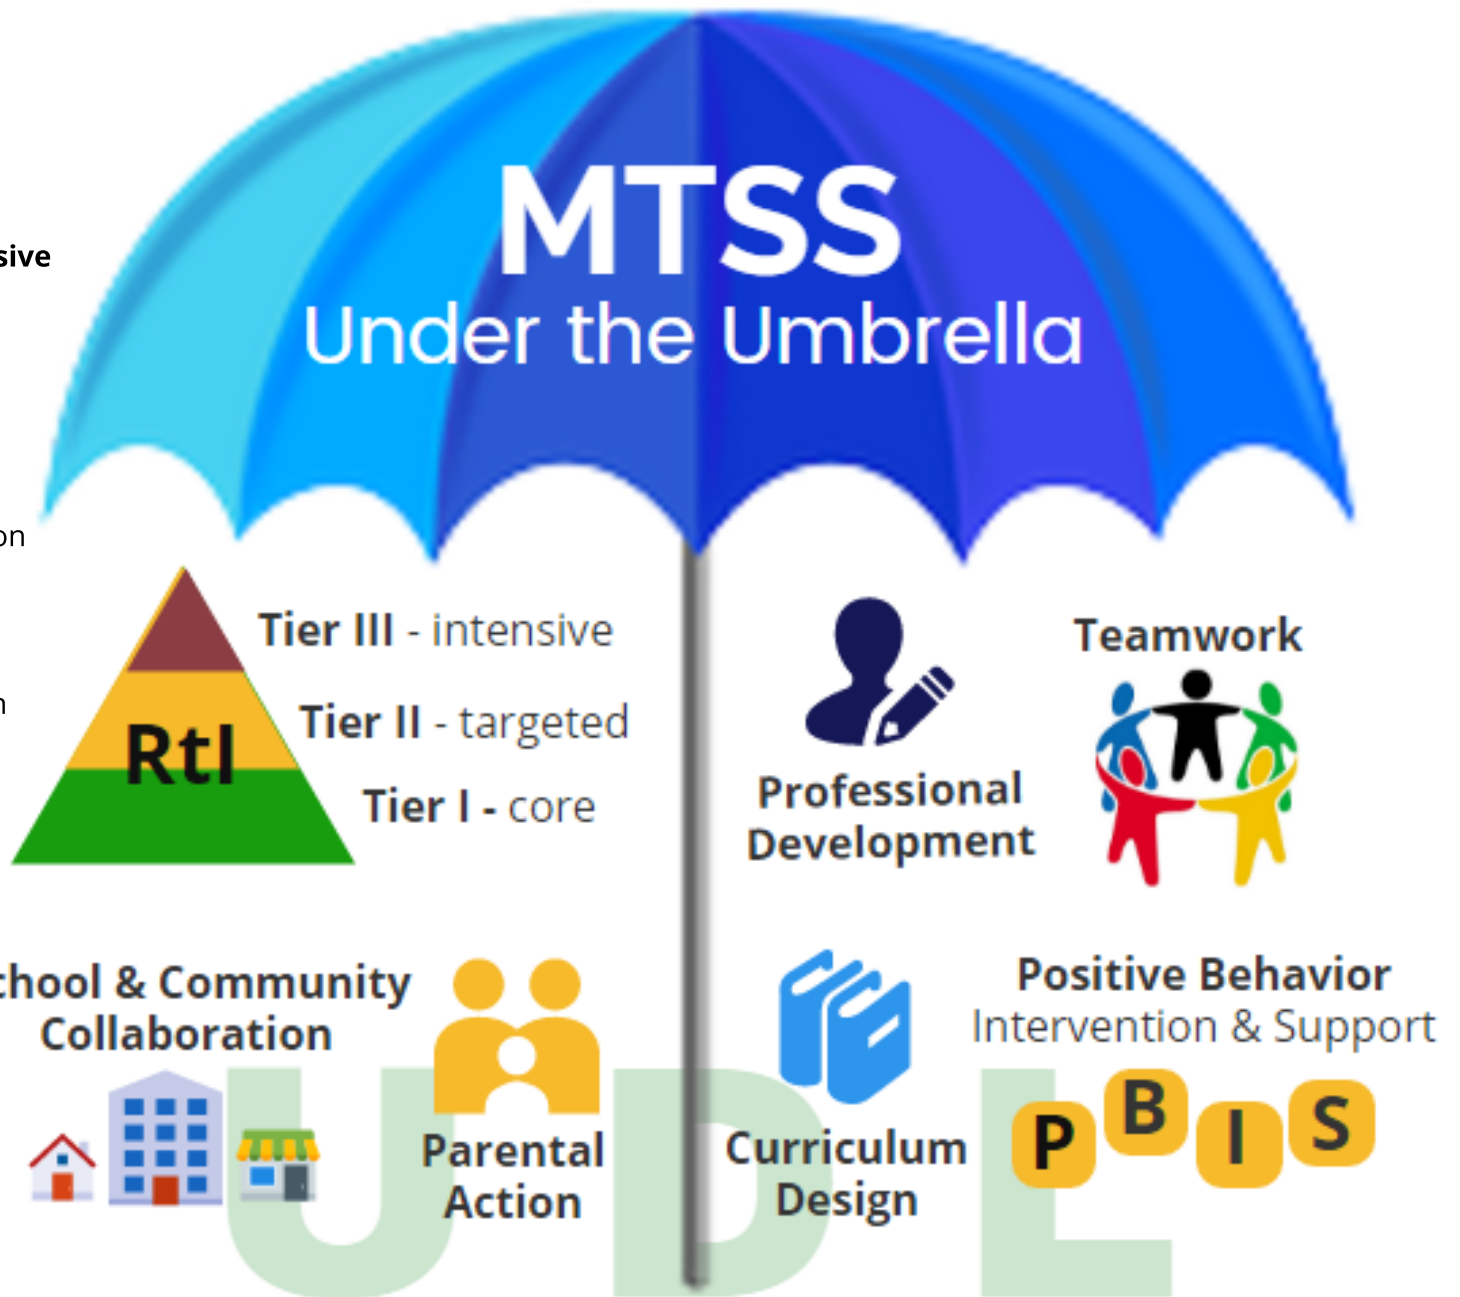 MTSS
Under the Umbrella
sive
on
Tier III - intensive
Tier II - targeted
RtI
Tier I - core
n
Professional
Development
Teamwork
chool & Community
Collaboration
Parental
Action
Curriculum
Design
Positive Behavior
Intervention & Support
P B I S
U D L